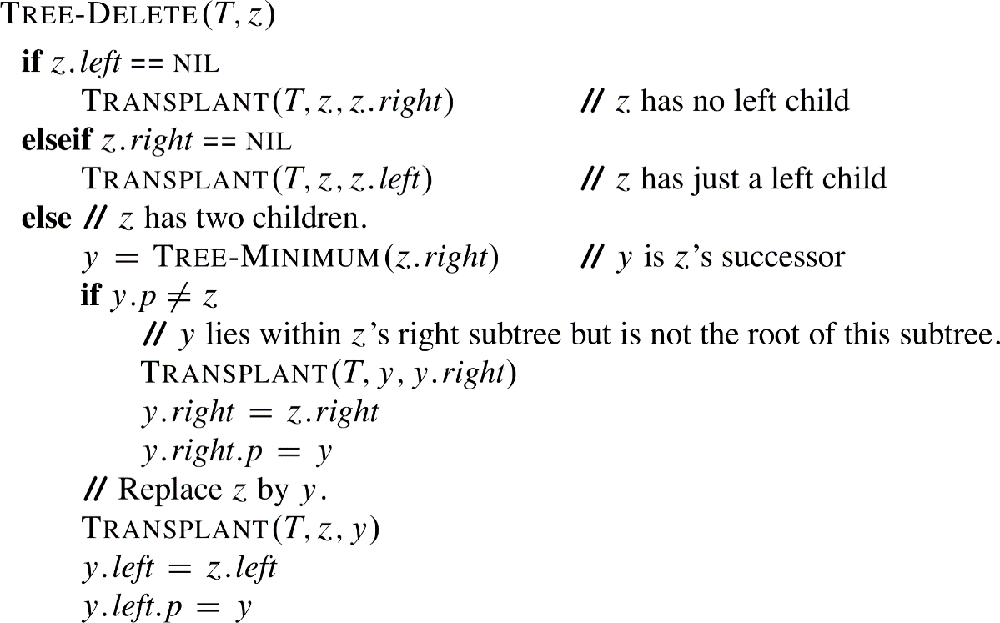 TREE-DELETE(T, z)
if z.left == NIL
TRANSPLANT(T, z, z.right) // z has no left child
elseif z.right == NIL
TRANSPLANT(T, z, z.left) // z has just a left child
else // z has two children.
y = TREE-MINIMUM(z.right) // y is z's successor
if y.p ≠ z
// y lies within z's right subtree but is not the root of this subtree.
TRANSPLANT(T, y, y.right)
y.right = z.right
y.right.p = y
// Replace z by y.
TRANSPLANT(T, z, y)
y.left = z.left
y.left.p = y